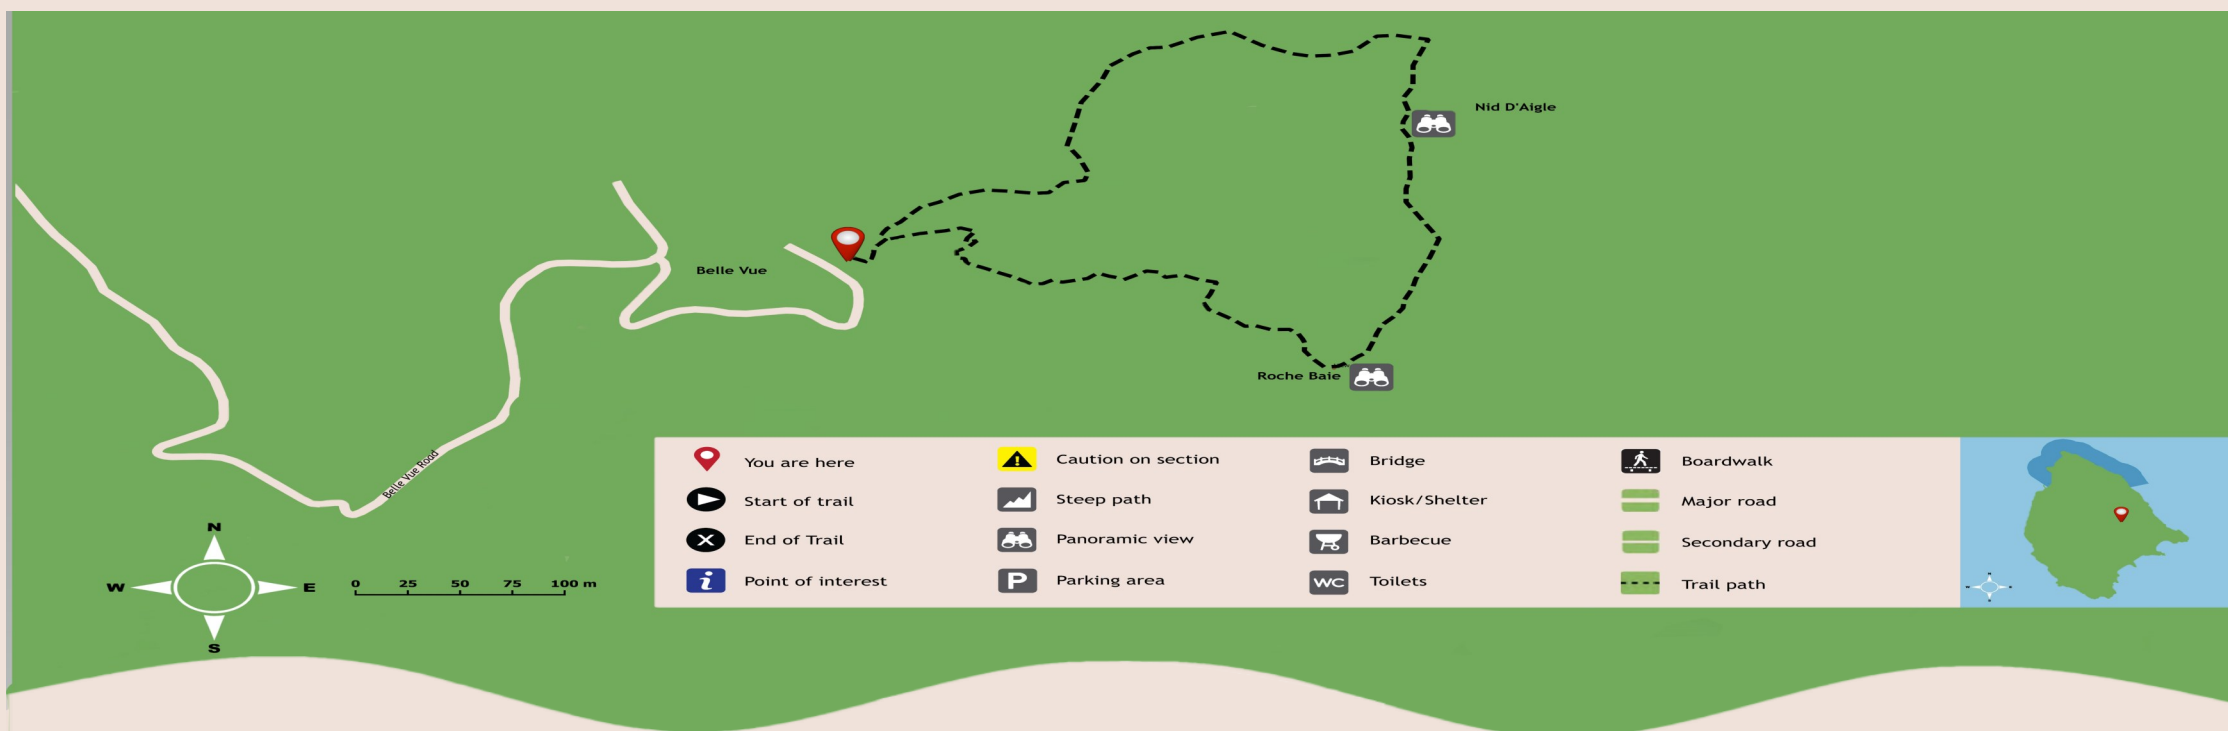 Nid D'Aigle
Belle Vue
Roche Baie
Belle Vue Road
N
W
E
S
0 25 50 75 100 m
You are here
Start of trail
End of Trail
i
Point of interest
Caution on section
Steep path
Panoramic view
P
Parking area
Bridge
Kiosk/Shelter
Barbecue
WC
Toilets
Boardwalk
Major road
Secondary road
Trail path